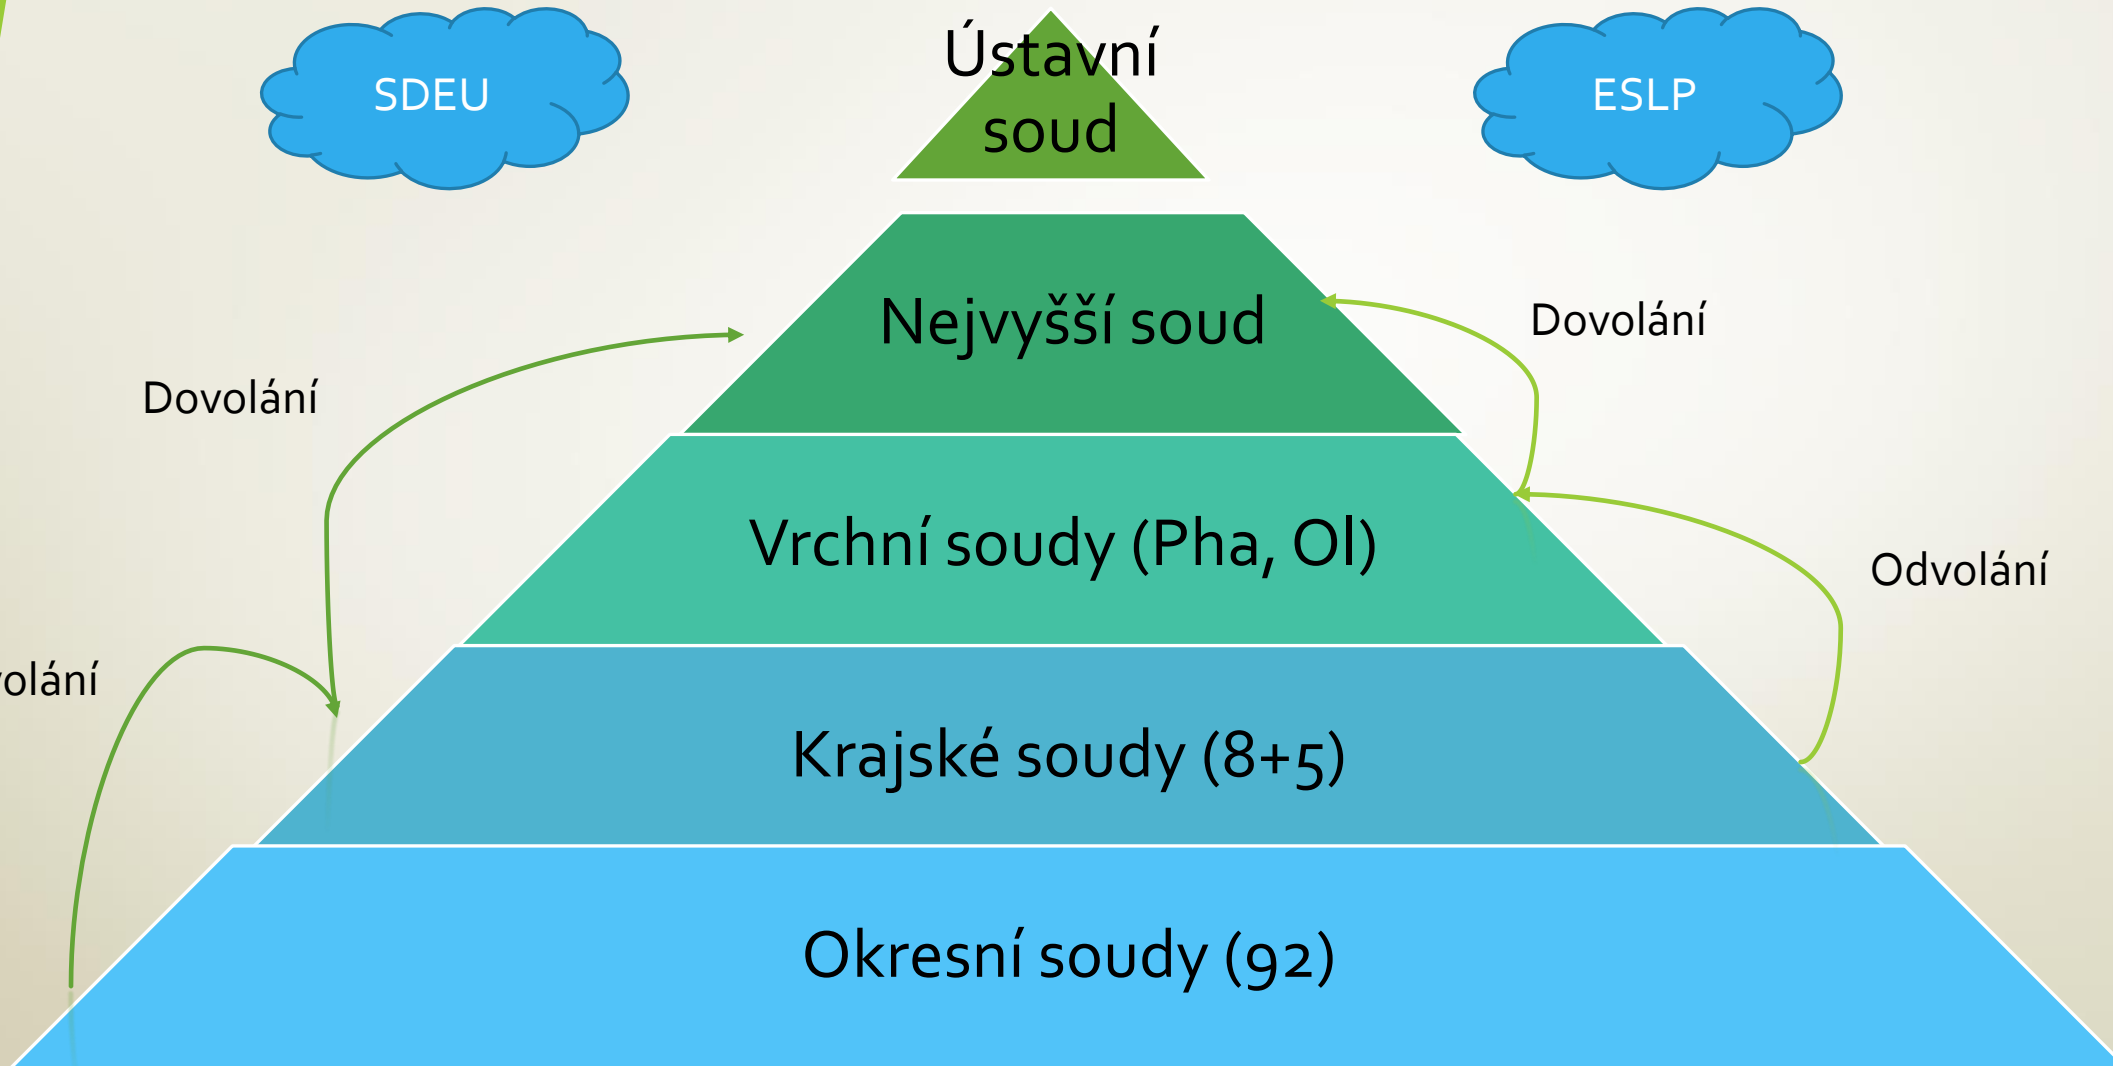 SDEU
Ústavní
soud
ESLP
Nejvyšší soud
Dovolání
Dovolání
Vrchní soudy (Pha, Ol)
Odvolání
volání
Krajské soudy (8+5)
Okresní soudy (92)